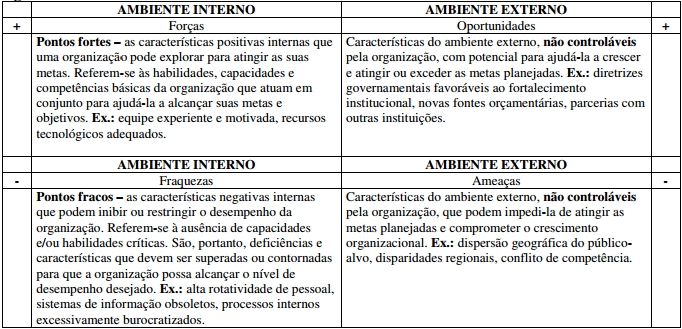 AMBIENTE INTERNO AMBIENTE EXTERNO
+ Forças Oportunidades +
Pontos fortes – as características positivas internas que
uma organização pode explorar para atingir as suas
metas. Referem-se às habilidades, capacidades e
competências básicas da organização que atuam em
conjunto para ajudá-la a alcançar suas metas e
objetivos. Ex.: equipe experiente e motivada, recursos
tecnológicos adequados.
Características do ambiente externo, não controláveis
pela organização, com potencial para ajudá-la a crescer
e atingir ou exceder as metas planejadas. Ex.: diretrizes
governamentais favoráveis ao fortalecimento
institucional, novas fontes orçamentárias, parcerias com
outras instituições.
AMBIENTE INTERNO AMBIENTE EXTERNO
- Fraquezas Ameaças -
Pontos fracos – as características negativas internas
que podem inibir ou restringir o desempenho da
organização. Referem-se à ausência de capacidades
e/ou habilidades críticas. São, portanto, deficiências e
características que devem ser superadas ou contornadas
para que a organização possa alcançar o nível de
desempenho desejado. Ex.: alta rotatividade de pessoal,
sistemas de informação obsoletos, processos internos
excessivamente burocratizados.
Características do ambiente externo, não controláveis
pela organização, que podem impedi-la de atingir as
metas planejadas e comprometer o crescimento
organizacional. Ex.: dispersão geográfica do público-
alvo, disparidades regionais, conflito de competência.